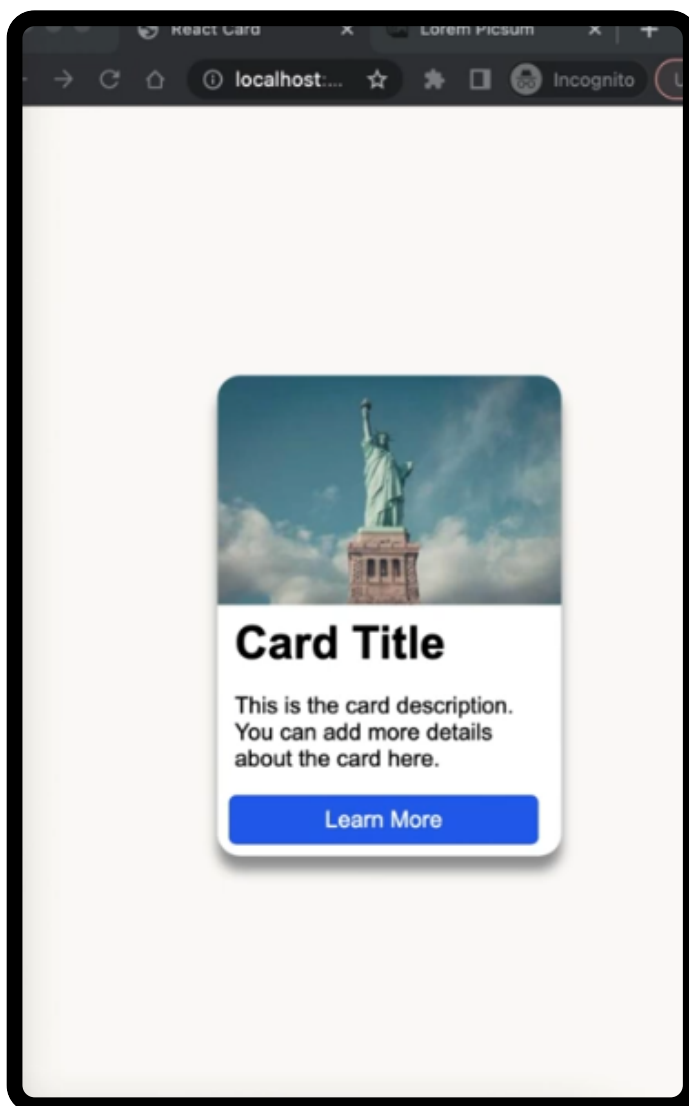 React Card
Lorem Picsum
localhost:...
Incognito
Card Title
This is the card description.
You can add more details
about the card here.
Learn More